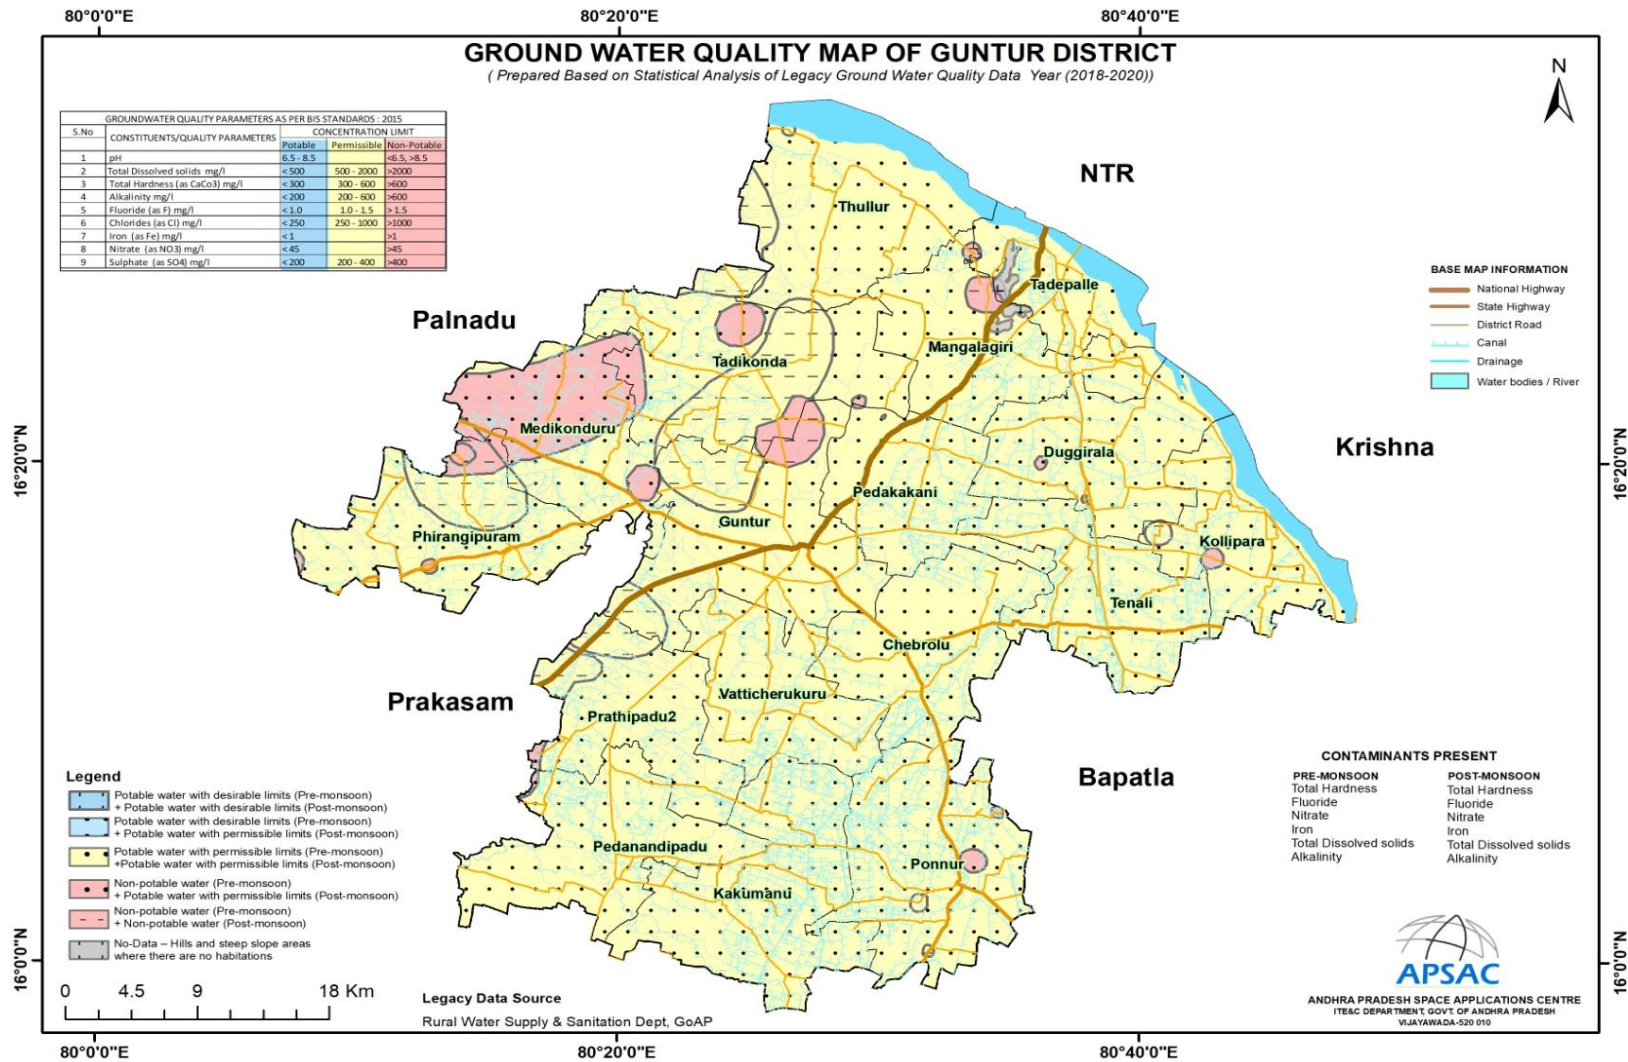 80°0'0"E 80°20'0"E 80°40'0"E
GROUND WATER QUALITY MAP OF GUNTUR DISTRICT
( Prepared Based on Statistical Analysis of Legacy Ground Water Quality Data Year (2018-2020))
N
GROUNDWATER QUALITY PARAMETERS AS PER BIS STANDARDS : 2015
S.No CONSTITUENTS/QUALITY PARAMETERS CONCENTRATION LIMIT
Potable Permissible Non-Potable
1 pH 6.5 - 8.5 <6.5, >8.5
2 Total Dissolved solids mg/l <500 500 - 2000 >2000
3 Total Hardness (as CaCo3) mg/l <300 300 - 600 >600
4 Alkalinity mg/l <200 200 - 600 >600
5 Fluoride (as F) mg/l <1.0 1.0 - 1.5 > 1.5
6 Chlorides (as Cl) mg/l <250 250 - 1000 >1000
7 Iron (as Fe) mg/l <1 >1
8 Nitrate (as NO3) mg/l <45 >45
9 Sulphate (as SO4) mg/l <200 200 - 400 >400
NTR
Thullur
Tadepalle
Palnadu
Mangalagiri
Tadikonda
Medikonduru
Duggirala
Krishna
Pedakakani
Guntur
Phirangipuram
Kollipara
Tenali
Chebrolu
Vatticherukuru
Prakasam
Prathipadu2
Bapatla
Pedanandipadu
Ponnur
Kakumanu
16°20'0"N
16°20'0"N
16°0'0"N
16°0'0"N
BASE MAP INFORMATION
National Highway
State Highway
District Road
Canal
Drainage
Water bodies / River
Legend
Potable water with desirable limits (Pre-monsoon)
+ Potable water with desirable limits (Post-monsoon)
Potable water with desirable limits (Pre-monsoon)
+ Potable water with permissible limits (Post-monsoon)
Potable water with permissible limits (Pre-monsoon)
+Potable water with permissible limits (Post-monsoon)
Non-potable water (Pre-monsoon)
+ Potable water with permissible limits (Post-monsoon)
Non-potable water (Pre-monsoon)
+ Non-potable water (Post-monsoon)
No-Data – Hills and steep slope areas
where there are no habitations
0 4.5 9 18 Km
Legacy Data Source
Rural Water Supply & Sanitation Dept, GoAP
CONTAMINANTS PRESENT
PRE-MONSOON POST-MONSOON
Total Hardness Total Hardness
Fluoride Fluoride
Nitrate Nitrate
Iron Iron
Total Dissolved solids Total Dissolved solids
Alkalinity Alkalinity
APSAC
ANDHRA PRADESH SPACE APPLICATIONS CENTRE
ITE&C DEPARTMENT, GOVT. OF ANDHRA PRADESH
VIJAYAWADA-520 010
80°0'0"E 80°20'0"E 80°40'0"E